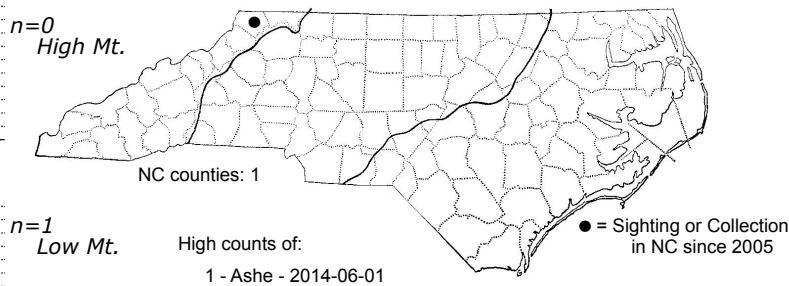 n=0
High Mt.
NC counties: 1
n=1
Low Mt.
High counts of:
1 - Ashe - 2014-06-01
● = Sighting or Collection
in NC since 2005